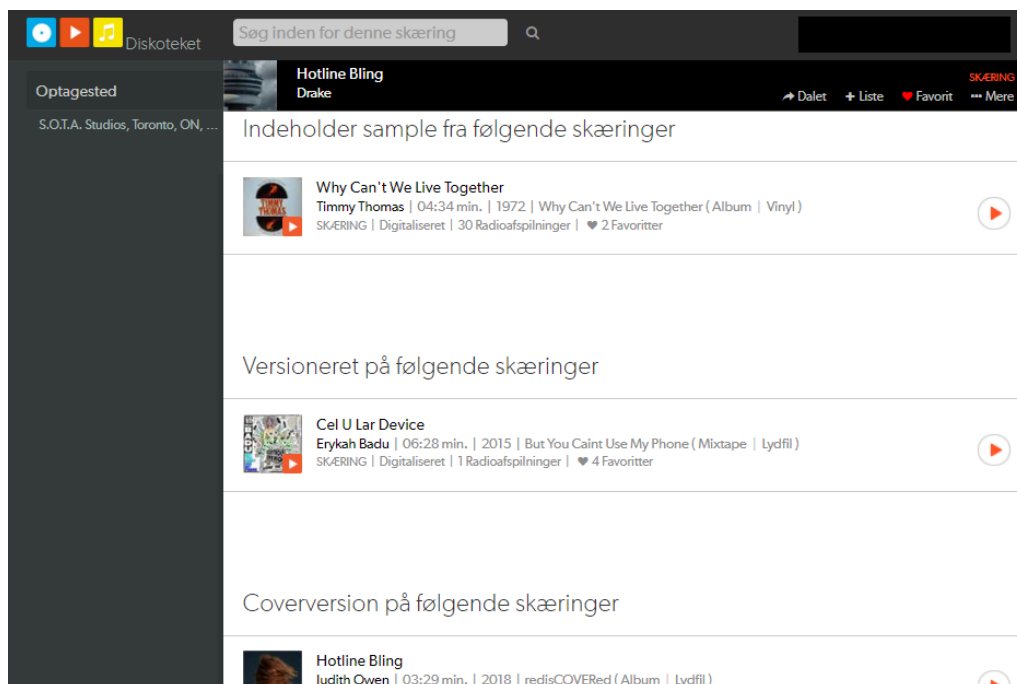 Diskoteket
Søg inden for denne skæring
Optagested
S.O.T.A. Studios, Toronto, ON, ...
Hotline Bling
Drake
SKÆRING
Dalet
Liste
Favorit
Mere
Indeholder sample fra følgende skæringer
TIMMY
THOMAS
Why Can't We Live Together
Timmy Thomas | 04:34 min. | 1972 | Why Can't We Live Together ( Album | Vinyl )
SKÆRING | Digitaliseret | 30 Radioafspilninger | 2 Favoritter
Versioneret på følgende skæringer
Cel U Lar Device
Erykah Badu | 06:28 min. | 2015 | But You Caint Use My Phone ( Mixtape | Lydfil )
SKÆRING | Digitaliseret | 1 Radioafspilninger | 4 Favoritter
Coverversion på følgende skæringer
Hotline Bling
Judith Owen | 03:29 min. | 2018 | redisCOVERed ( Album | Lydfil )